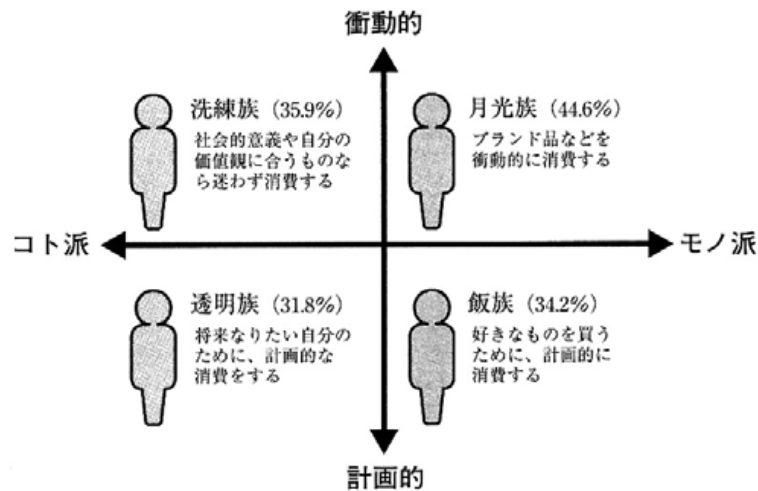 衝動的
洗練族（35.9%）
社会的意義や自分の
価値観に合うものな
ら迷わず消費する
月光族（44.6%）
ブランド品などを
衝動的に消費する
コト派
モノ派
透明族（31.8%）
将来なりたい自分の
ために、計画的な
消費をする
飯族（34.2%）
好きなものを買う
ために、計画的に
消費する
計画的